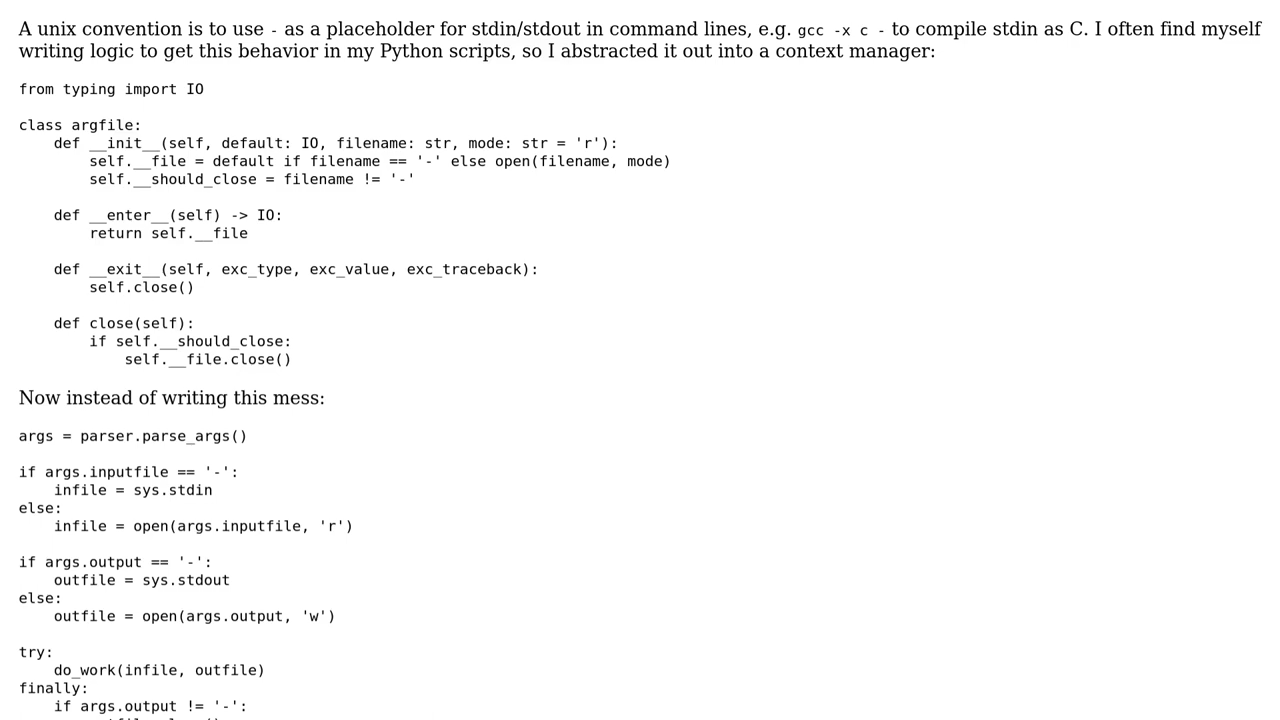 A unix convention is to use - as a placeholder for stdin/stdout in command lines, e.g. gcc -x c - to compile stdin as C. I often find myself
writing logic to get this behavior in my Python scripts, so I abstracted it out into a context manager:
from typing import IO
class argfile:
    def __init__(self, default: IO, filename: str, mode: str = 'r'):
        self.__file = default if filename == '-' else open(filename, mode)
        self.__should_close = filename != '-'
    def __enter__(self) -> IO:
        return self.__file
    def __exit__(self, exc_type, exc_value, exc_traceback):
        self.close()
    def close(self):
        if self.__should_close:
            self.__file.close()
Now instead of writing this mess:
args = parser.parse_args()
if args.inputfile == '-':
    infile = sys.stdin
else:
    infile = open(args.inputfile, 'r')
if args.output == '-':
    outfile = sys.stdout
else:
    outfile = open(args.output, 'w')
try:
    do_work(infile, outfile)
finally:
    if args.output != '-':